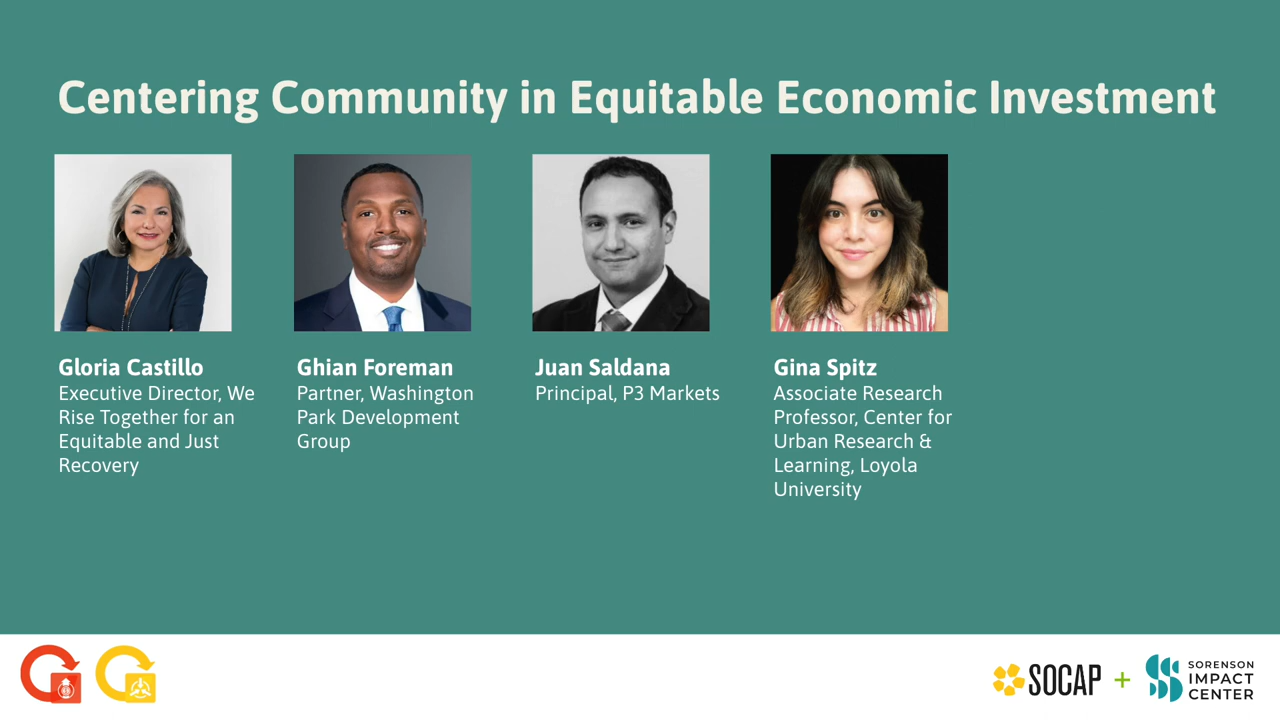 Centering Community in Equitable Economic Investment
Gloria Castillo
Executive Director, We
Rise Together for an
Equitable and Just
Recovery
Ghian Foreman
Partner, Washington
Park Development
Group
Juan Saldana
Principal, P3 Markets
Gina Spitz
Associate Research
Professor, Center for
Urban Research &
Learning, Loyola
University
SOCAP + SORENSON
IMPACT
CENTER